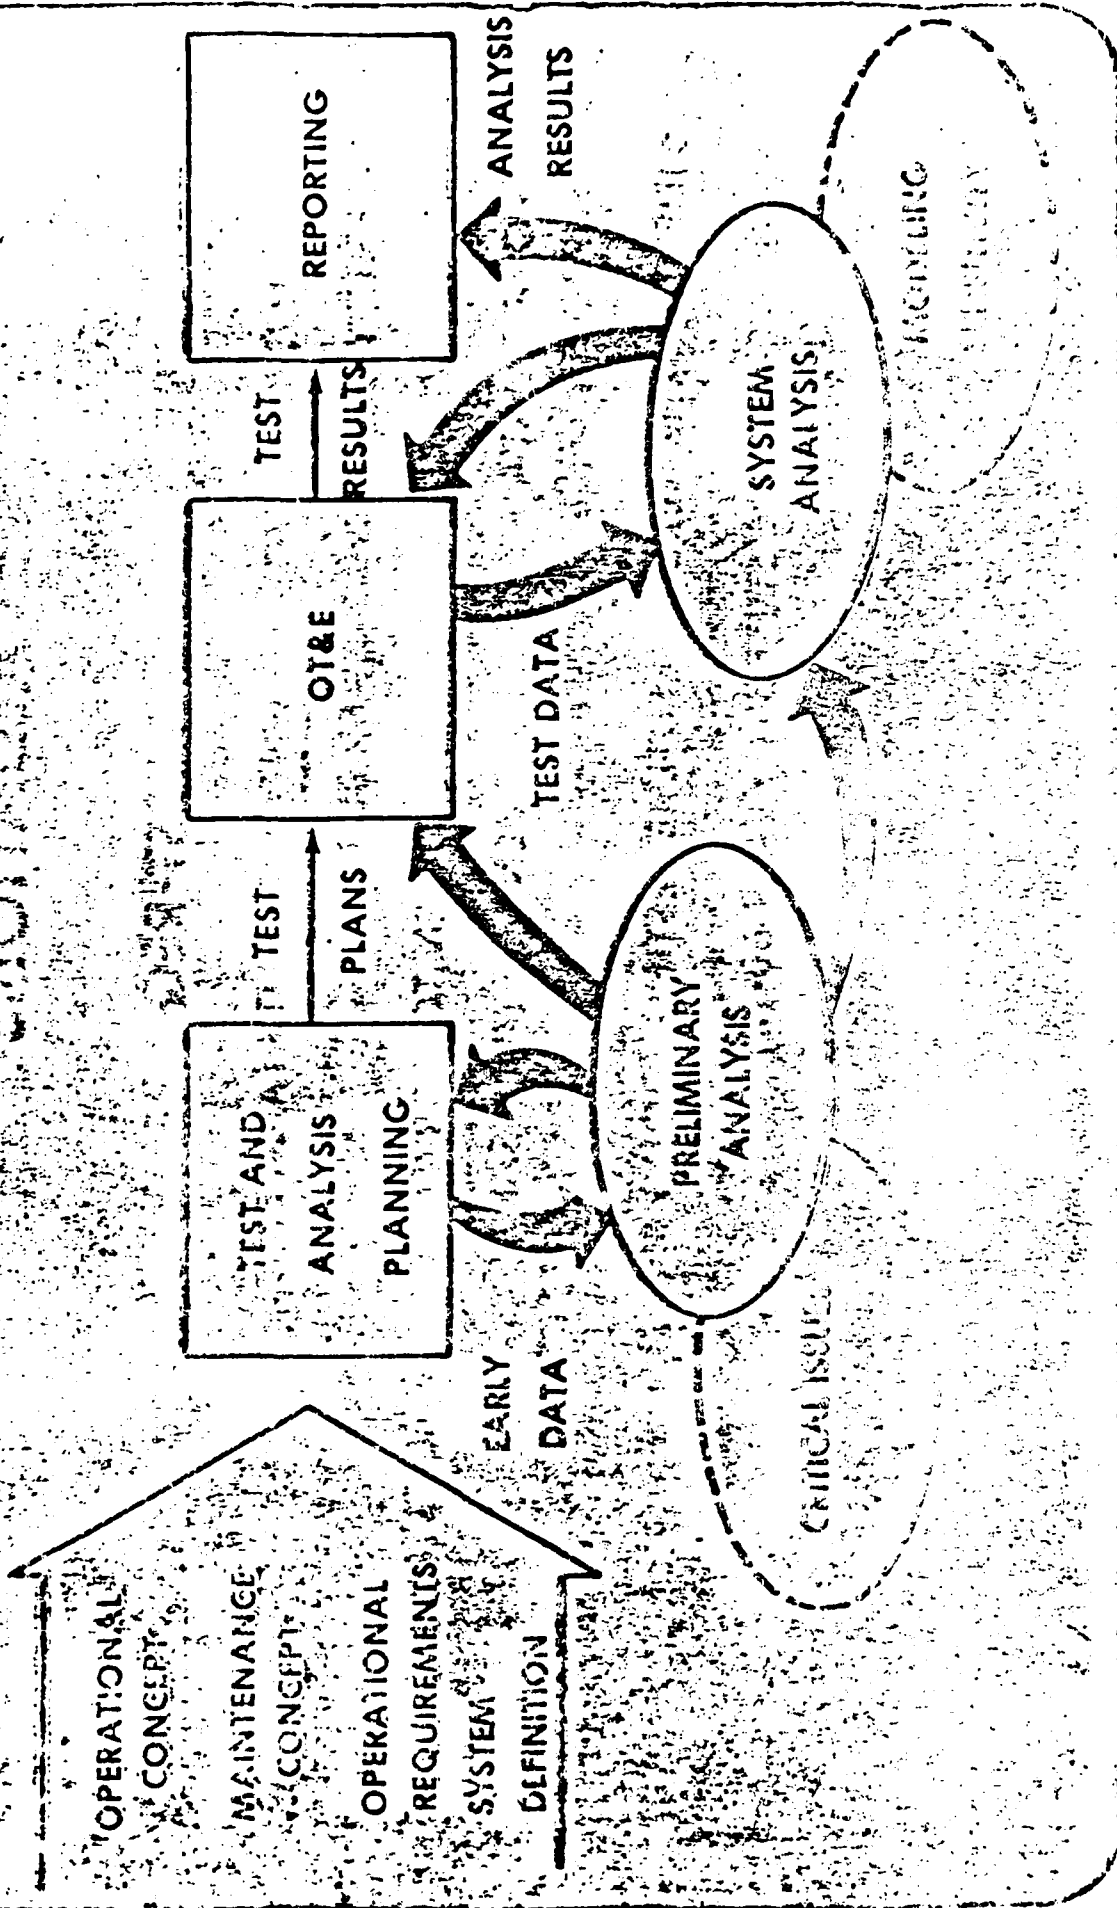 OPERATIONAL
CONCEPT
MAINTENANCE
CONCEPT
OPERATIONAL
REQUIREMENTS
SYSTEM
DEFINITION
TEST AND
ANALYSIS
PLANNING
TEST
PLANS
OT&E
TEST
RESULTS
REPORTING
EARLY
DATA
TEST DATA
ANALYSIS
RESULTS
PRELIMINARY
ANALYSIS
SYSTEM
ANALYSIS
CRITICAL ISSUES
MODELING